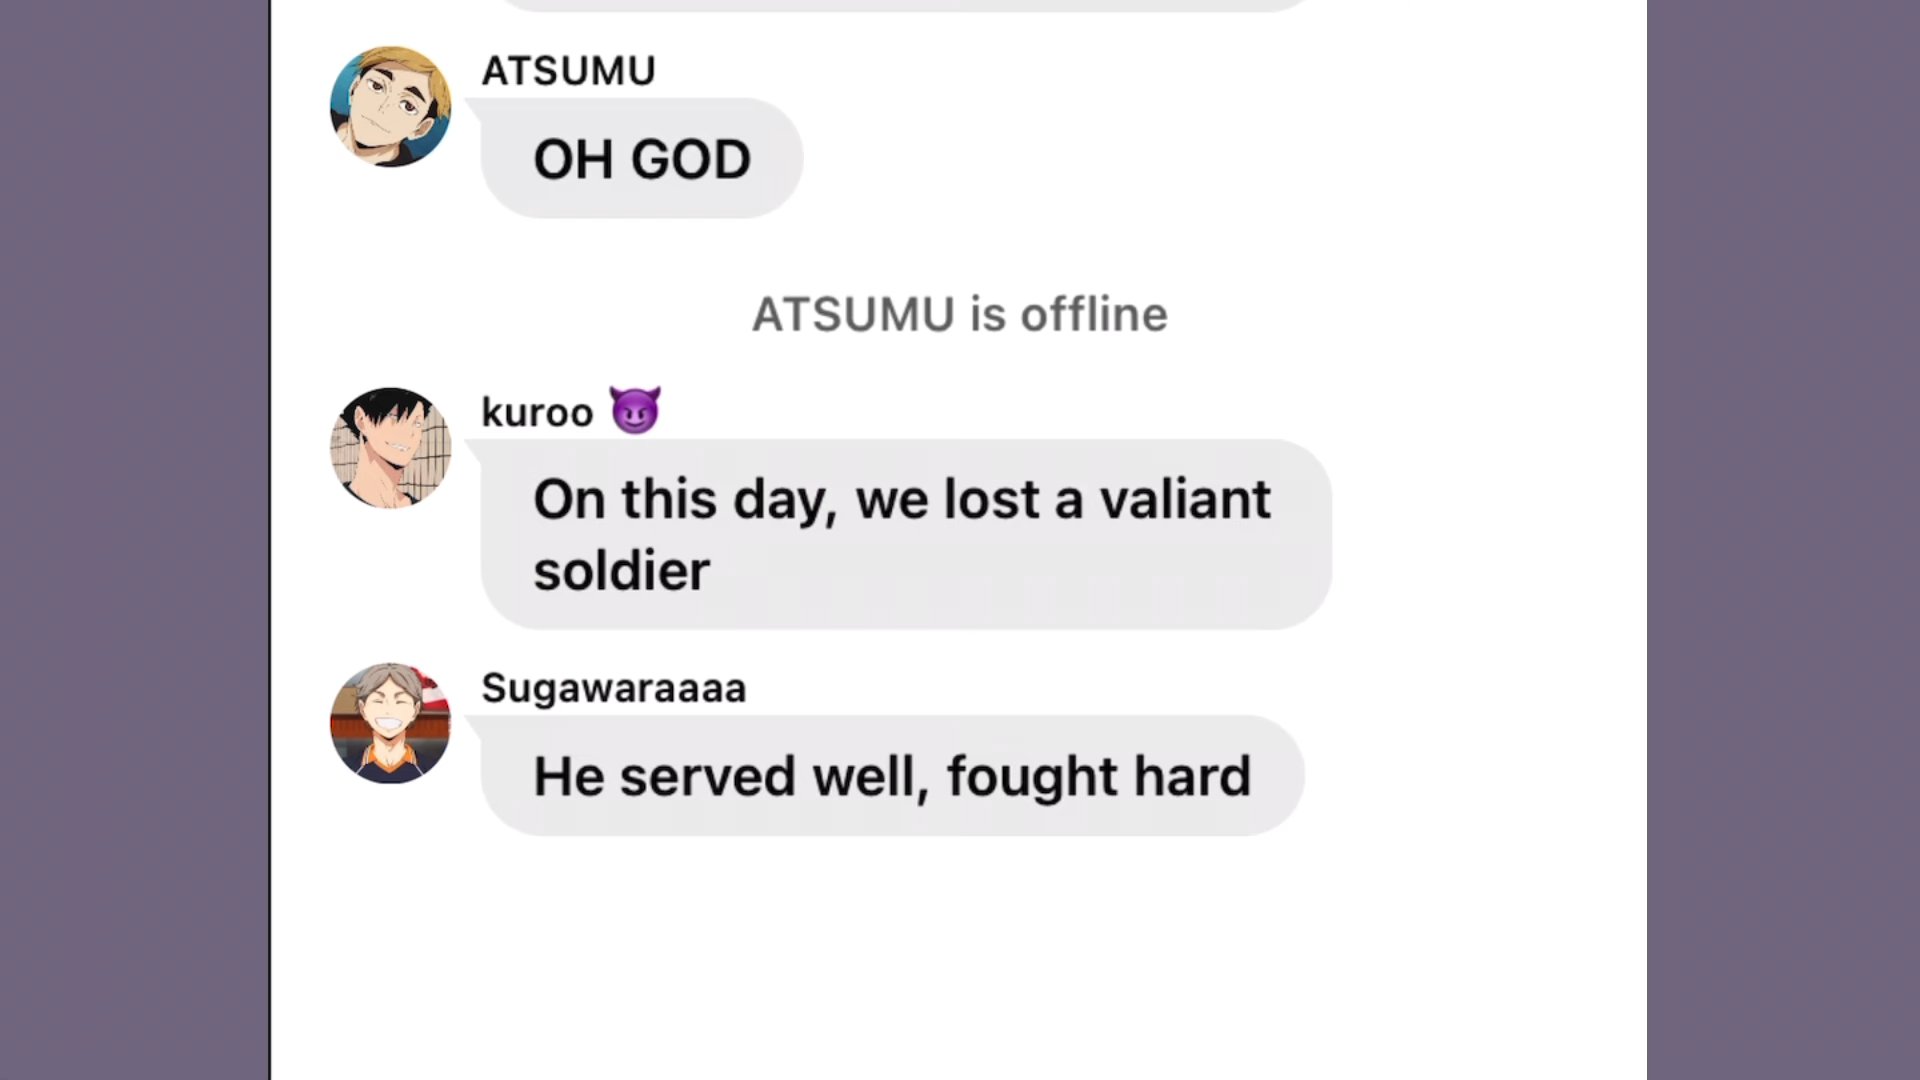 ATSUMU
OH GOD
ATSUMU is offline
kuroo 😈
On this day, we lost a valiant
soldier
Sugawaraaaa
He served well, fought hard